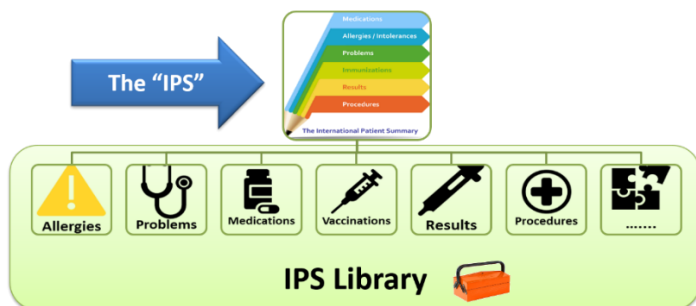 Medications
Allergies / Intolerances
Problems
Immunizations
Results
Procedures
The International Patient Summary
The “IPS”
Allergies
Problems
Medications
Vaccinations
Results
Procedures
.......
IPS Library